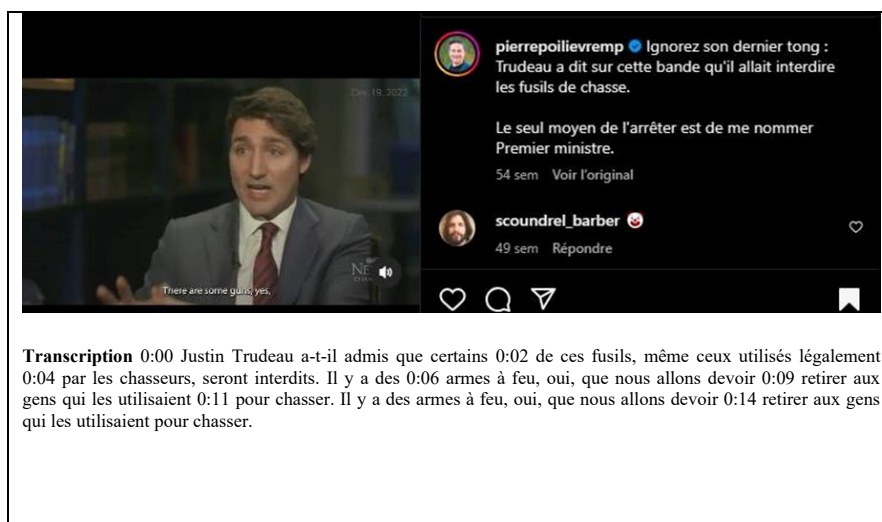 Dec. 19, 2022
There are some guns, yes,
pierrepoilievremp Ignorez son dernier tong :
Trudeau a dit sur cette bande qu'il allait interdire
les fusils de chasse.
Le seul moyen de l'arrêter est de me nommer
Premier ministre.
54 sem Voir l'original
scoundrel_barber 🤡
49 sem Répondre
Transcription 0:00 Justin Trudeau a-t-il admis que certains 0:02 de ces fusils, même ceux utilisés légalement
0:04 par les chasseurs, seront interdits. Il y a des 0:06 armes à feu, oui, que nous allons devoir 0:09 retirer aux
gens qui les utilisaient 0:11 pour chasser. Il y a des armes à feu, oui, que nous allons devoir 0:14 retirer aux gens
qui les utilisaient pour chasser.